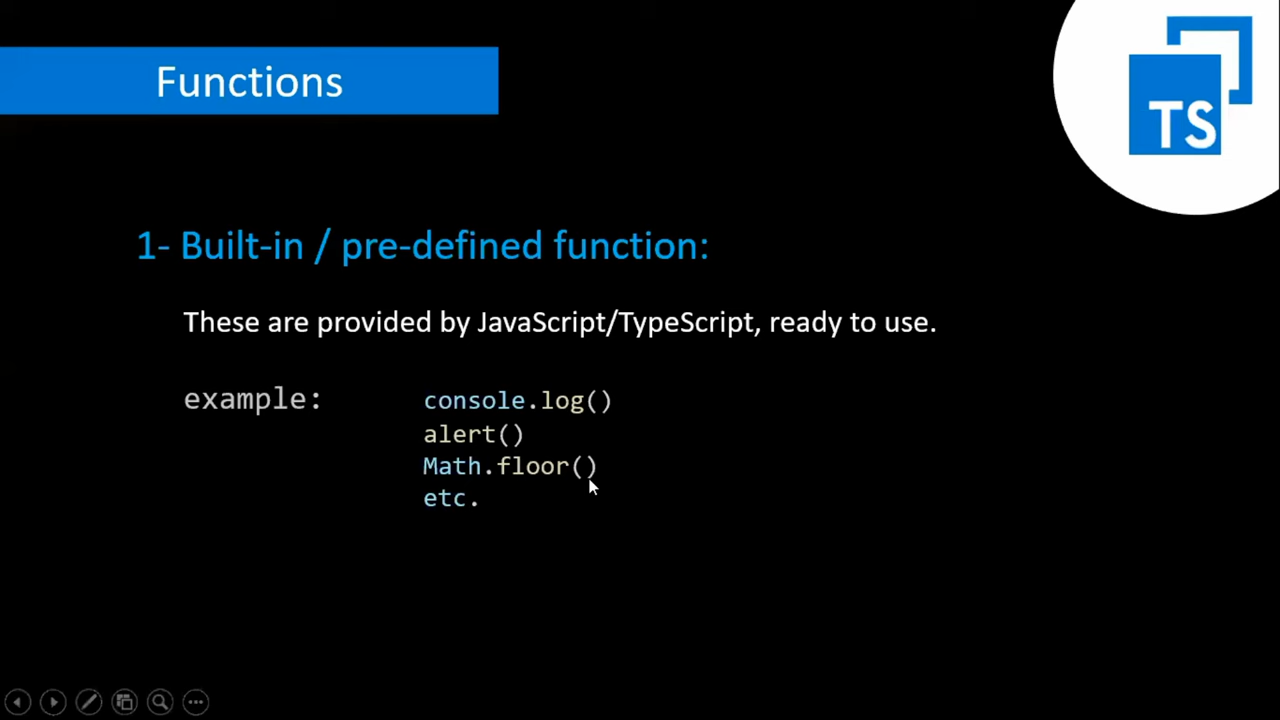 Functions
TS
1- Built-in / pre-defined function:
These are provided by JavaScript/TypeScript, ready to use.
example:
console.log()
alert()
Math.floor()
etc.